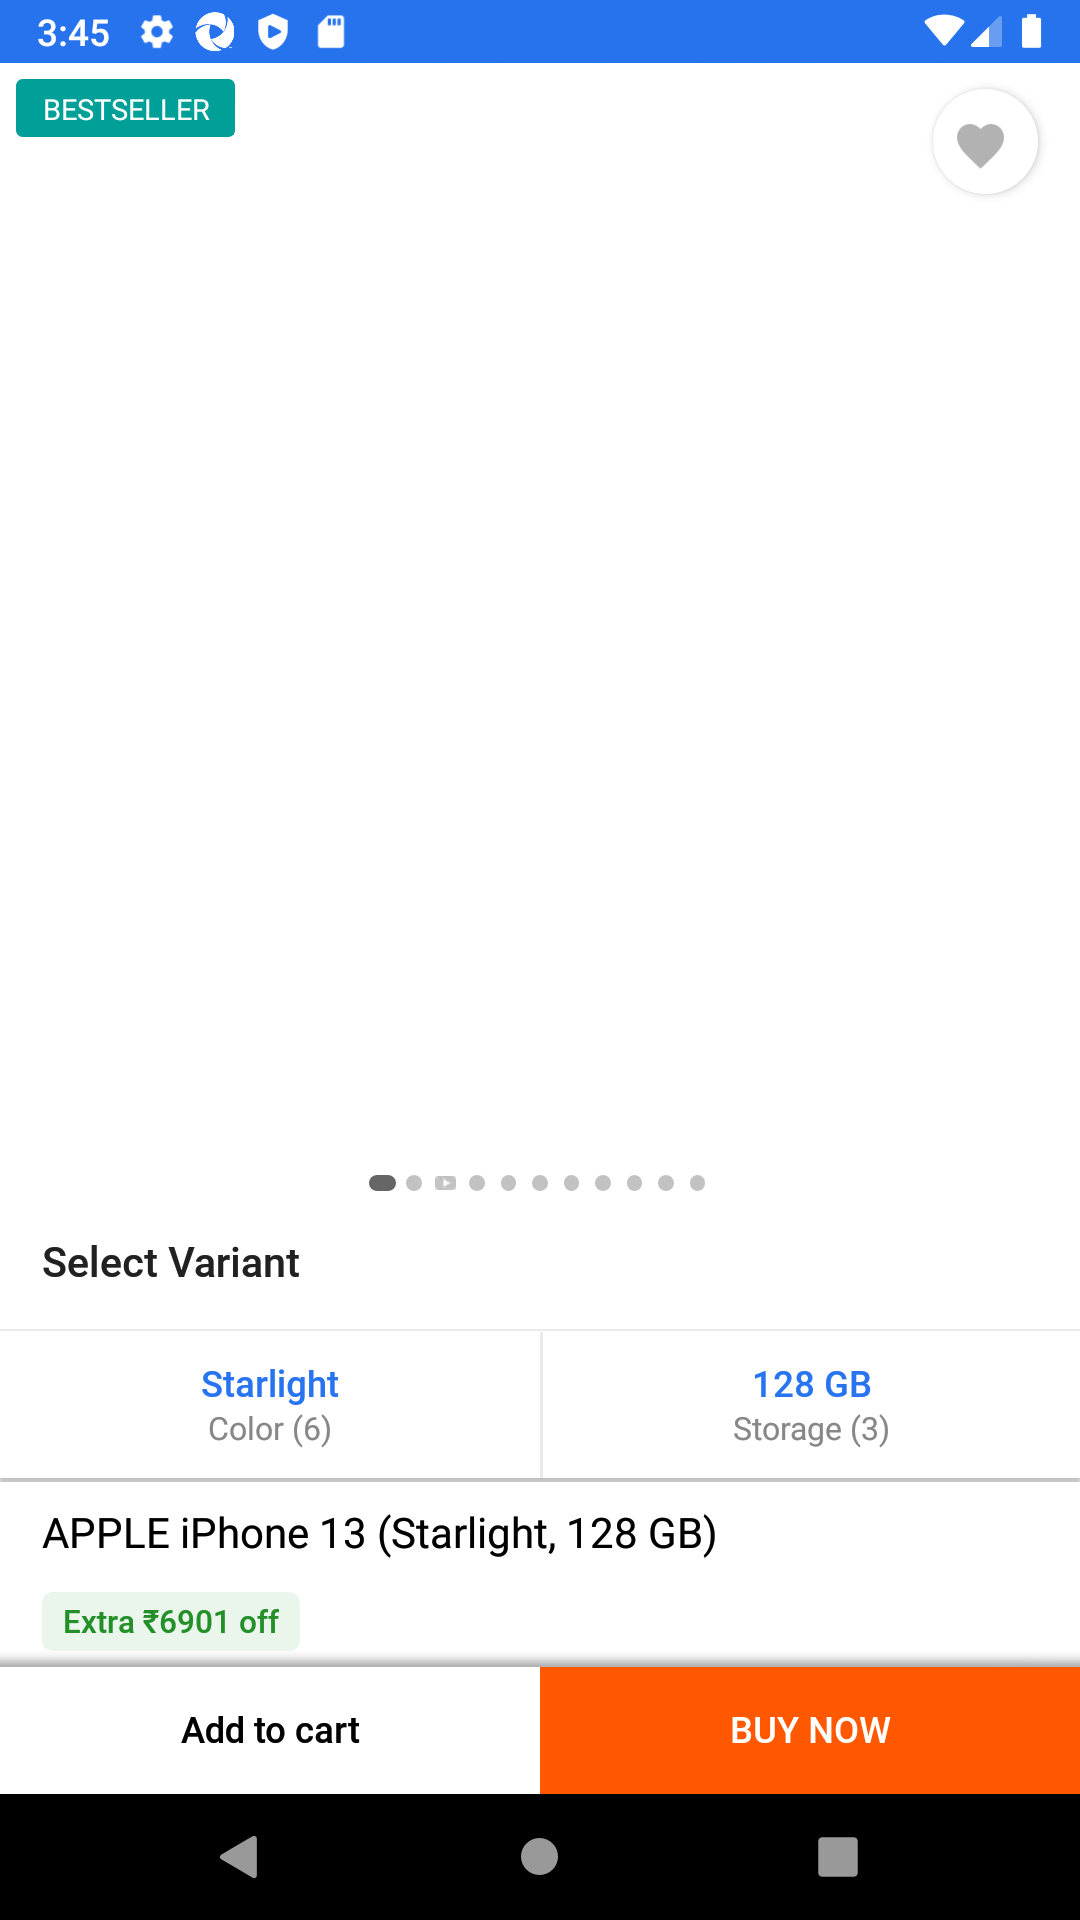 3:45
BESTSELLER
Select Variant
Starlight
Color (6)
128 GB
Storage (3)
APPLE iPhone 13 (Starlight, 128 GB)
Extra ₹6901 off
Add to cart
BUY NOW